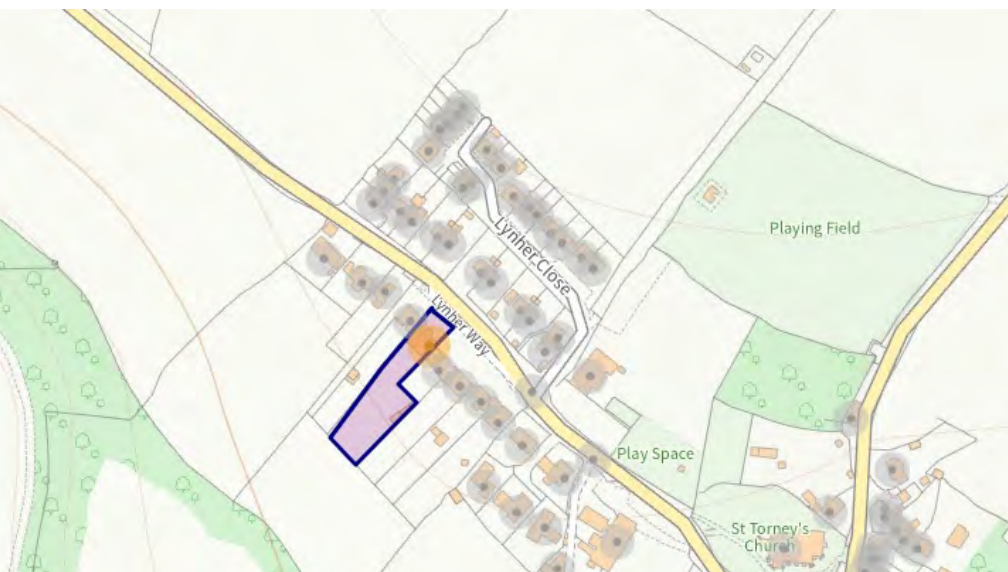 Playing Field
Lynher Close
Lynher Way
Play Space
St Torney's
Church